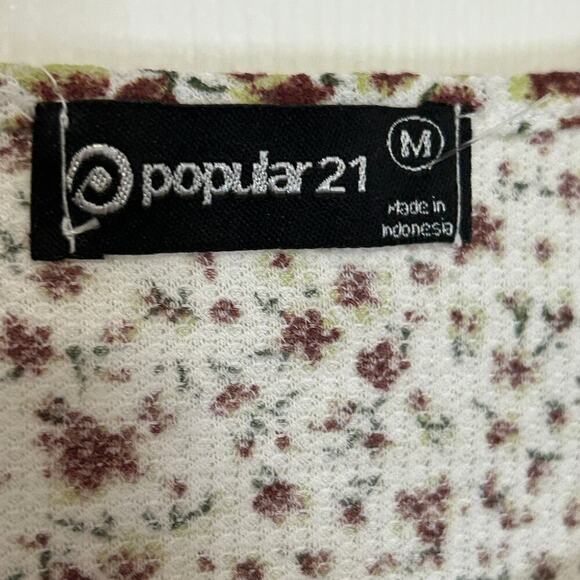 popular 21
M
Made in
Indonesia